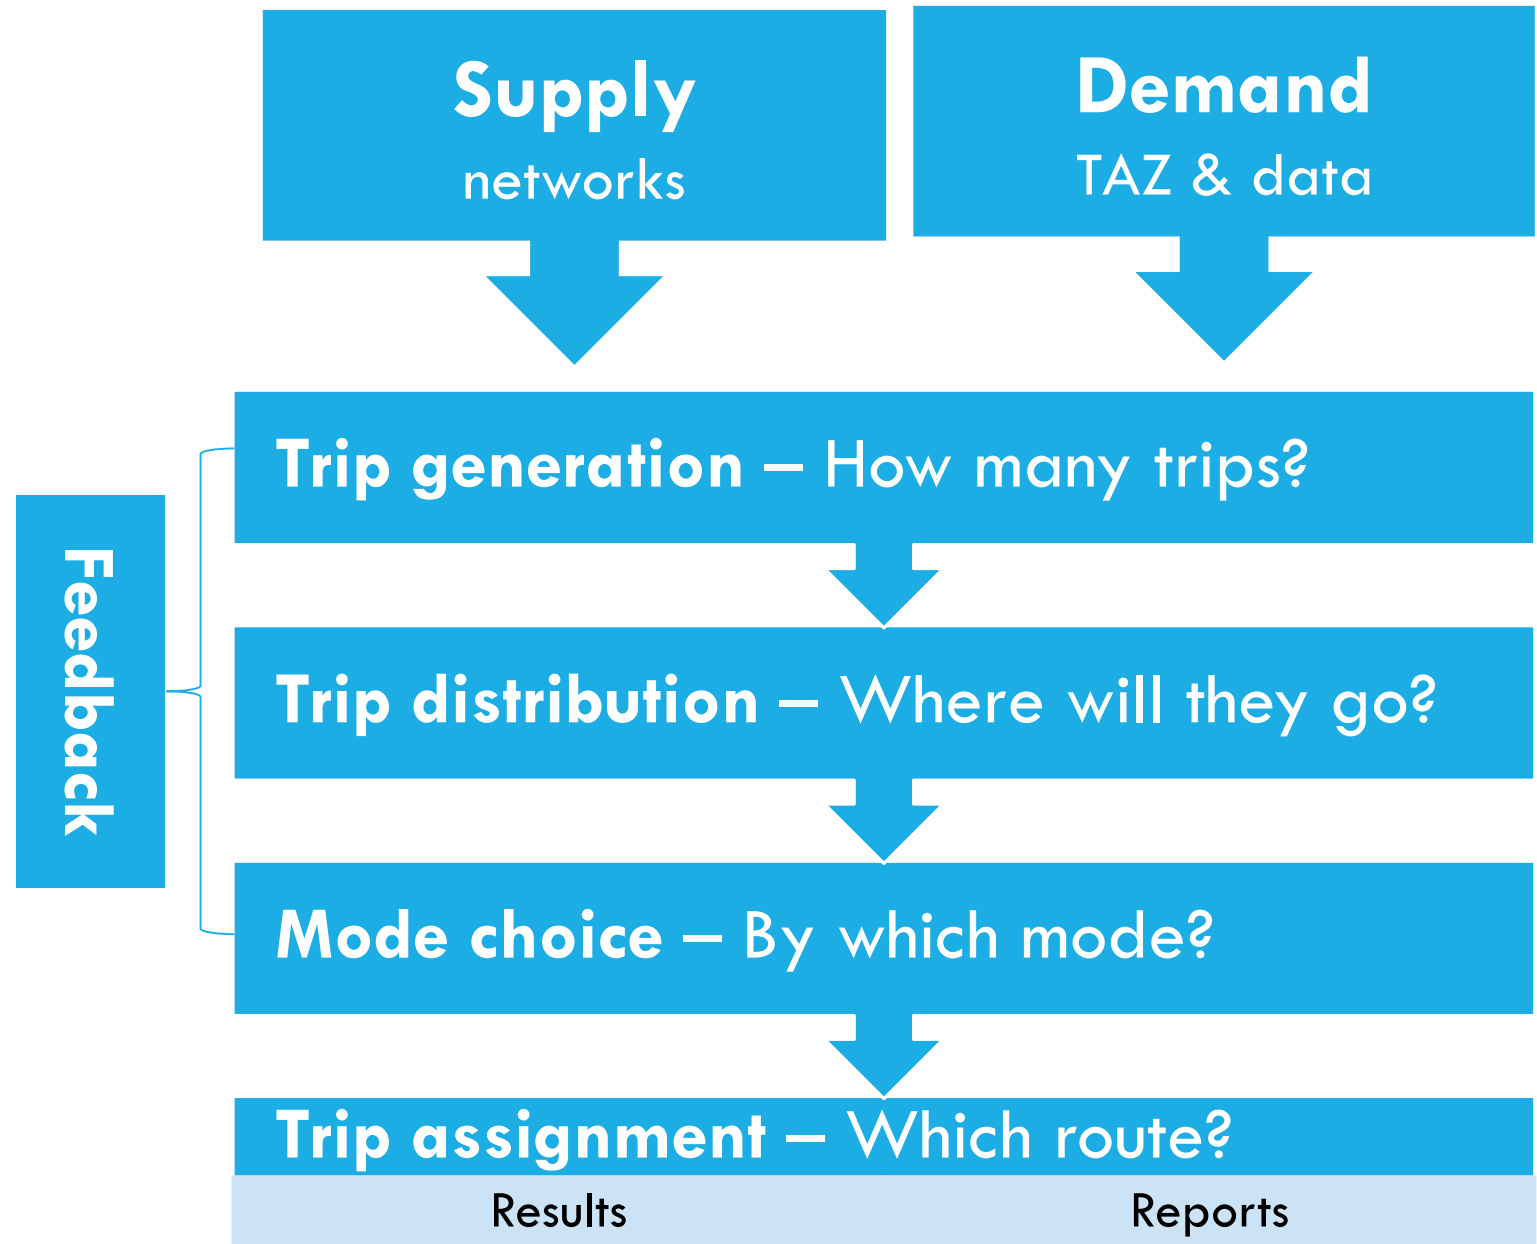 Supply
networks
Demand
TAZ & data
Feedback
Trip generation – How many trips?
Trip distribution – Where will they go?
Mode choice – By which mode?
Trip assignment – Which route?
Results
Reports